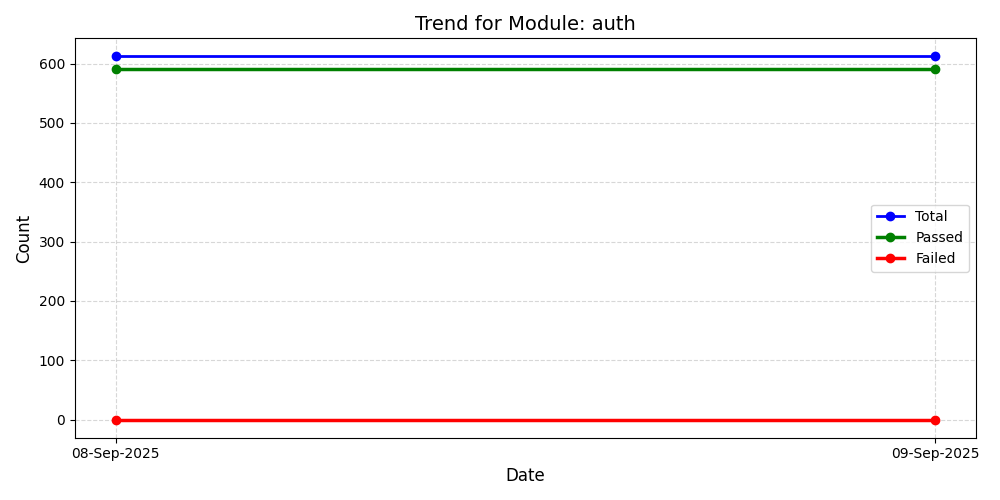 Trend for Module: auth
Count
600
500
400
300
200
100
0
Total
Passed
Failed
08-Sep-2025
09-Sep-2025
Date